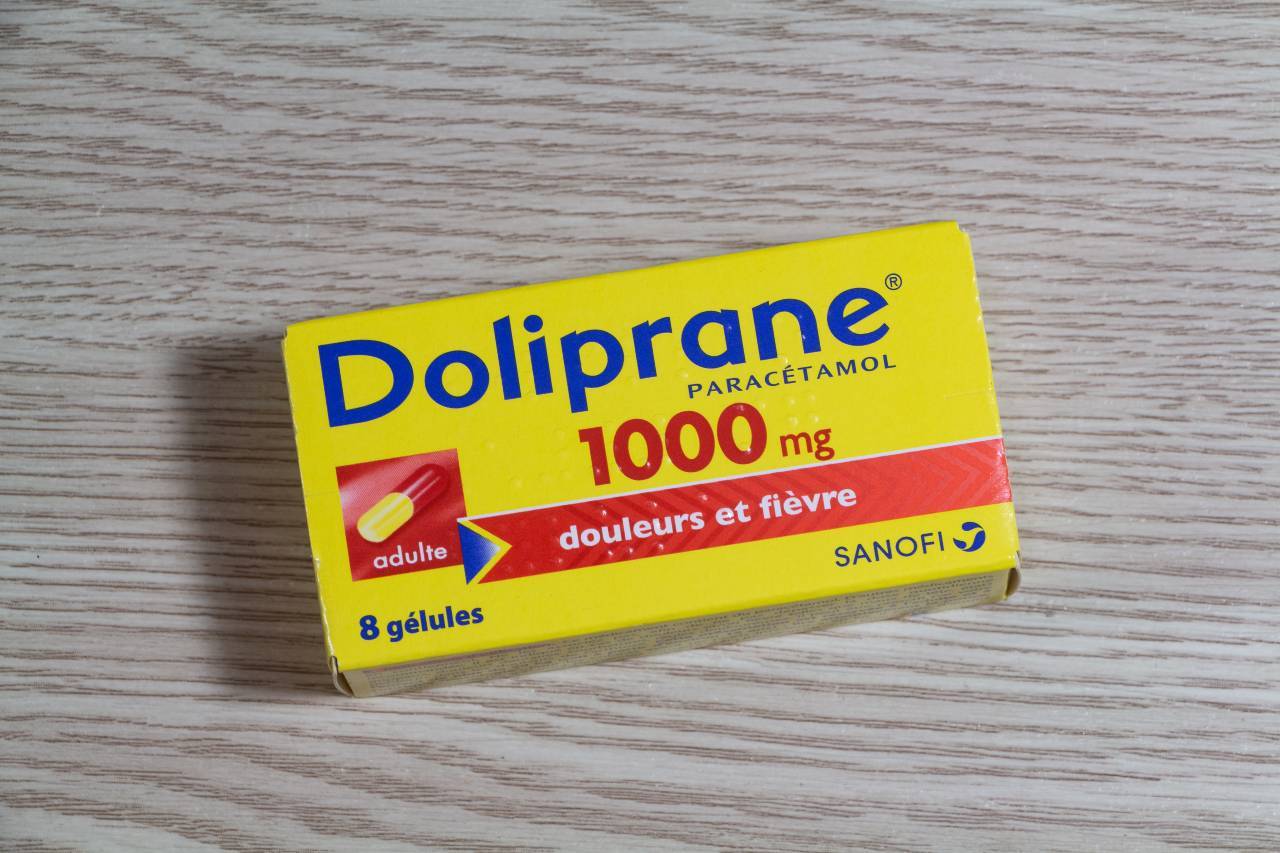 Doliprane®
PARACÉTAMOL
1000 mg
douleurs et fièvre
adulte
SANOFI
8 gélules